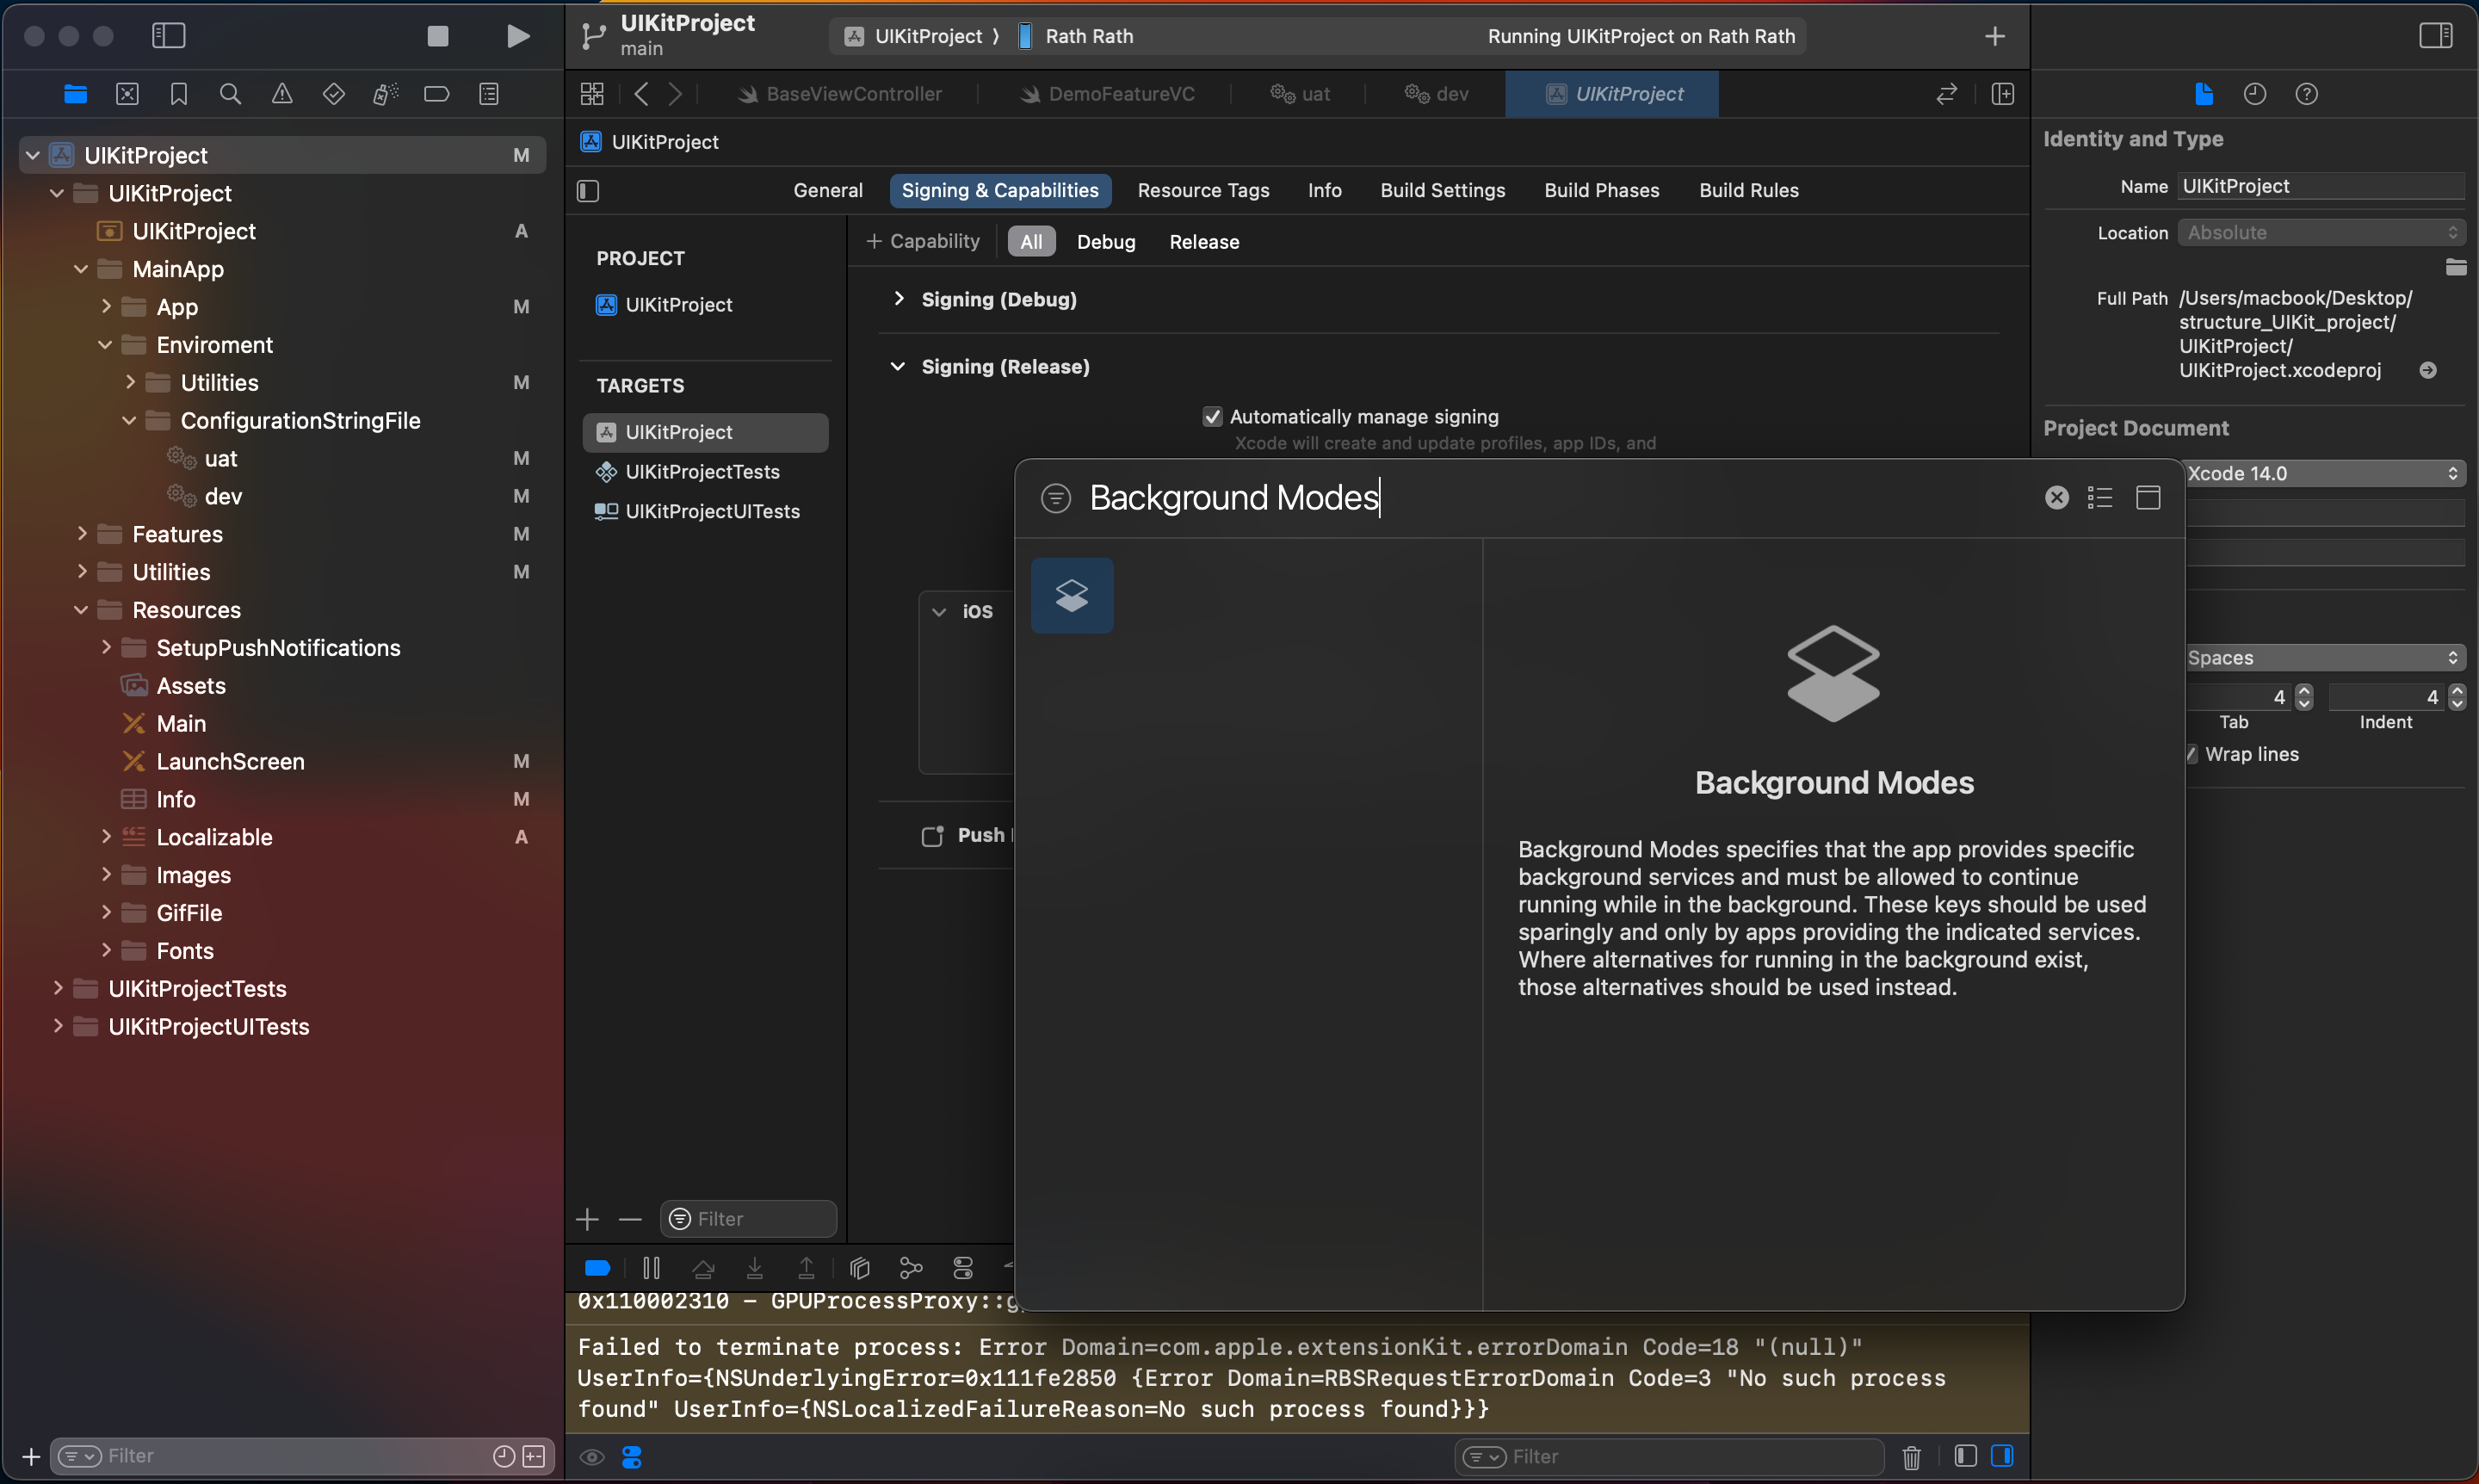 UIKitProject
main
UIKitProject
Rath Rath
Running UIKitProject on Rath Rath
BaseViewController
DemoFeatureVC
uat
dev
UIKitProject
UIKitProject M
UIKitProject
UIKitProject A
MainApp
App M
Enviroment
Utilities M
ConfigurationStringFile
uat M
dev M
Features M
Utilities M
Resources
SetupPushNotifications
Assets
Main
LaunchScreen M
Info M
Localizable A
Images
GifFile
Fonts
UIKitProjectTests
UIKitProjectUITests
Filter
UIKitProject
General
Signing & Capabilities
Resource Tags
Info
Build Settings
Build Phases
Build Rules
PROJECT
UIKitProject
TARGETS
UIKitProject
UIKitProjectTests
UIKitProjectUITests
Filter
+ Capability
All
Debug
Release
Signing (Debug)
Signing (Release)
Automatically manage signing
Xcode will create and update profiles, app IDs, and
iOS
Push
Background Modes
Background Modes
Background Modes specifies that the app provides specific
background services and must be allowed to continue
running while in the background. These keys should be used
sparingly and only by apps providing the indicated services.
Where alternatives for running in the background exist,
those alternatives should be used instead.
0x110002310 – GPUProcessProxy::g
Failed to terminate process: Error Domain=com.apple.extensionKit.errorDomain Code=18 "(null)"
UserInfo={NSUnderlyingError=0x111fe2850 {Error Domain=RBSRequestErrorDomain Code=3 "No such process
found" UserInfo={NSLocalizedFailureReason=No such process found}}}
Filter
Identity and Type
Name UIKitProject
Location Absolute
Full Path /Users/macbook/Desktop/
structure_UIKit_project/
UIKitProject/
UIKitProject.xcodeproj
Project Document
Xcode 14.0
Spaces
4 4
Tab Indent
Wrap lines